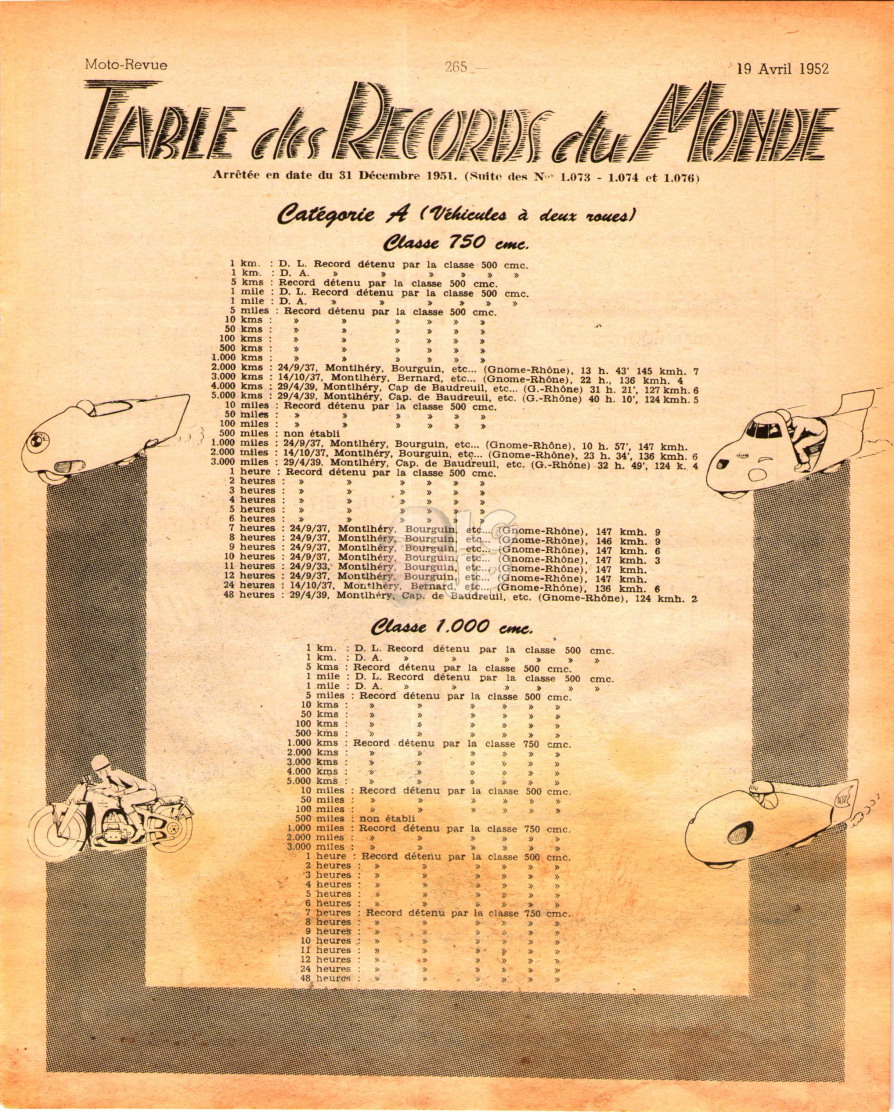 Moto-Revue
265
19 Avril 1952
TABLE des RECORDS du MONDE
Arrêtée en date du 31 Décembre 1951. (Suite des Nos 1.073 - 1.074 et 1.076)
Catégorie A (Véhicules à deux roues)
Classe 750 cmc.
1 km. : D. L. Record détenu par la classe 500 cmc.
1 km. : D. A. » » » » » »
5 kms : Record détenu par la classe 500 cmc.
1 mile : D. L. Record détenu par la classe 500 cmc.
1 mile : D. A. » » » » » »
5 miles : Record détenu par la classe 500 cmc.
10 kms : » » » » » »
50 kms : » » » » » »
100 kms : » » » » » »
500 kms : » » » » » »
1.000 kms : » » » » » »
2.000 kms : 24/9/37, Montlhéry, Bourguin, etc... (Gnome-Rhône), 13 h. 43' 145 kmh. 7
3.000 kms : 14/10/37, Montlhéry, Bernard, etc... (Gnome-Rhône), 22 h., 136 kmh. 4
4.000 kms : 29/4/39, Montlhéry, Cap de Baudreuil, etc... (G.-Rhône) 31 h. 21', 127 kmh. 6
5.000 kms : 29/4/39, Montlhéry, Cap. de Baudreuil, etc. (G.-Rhône) 40 h. 10', 124 kmh. 5
10 miles : Record détenu par la classe 500 cmc.
50 miles : » » » » » »
100 miles : » » » » » »
500 miles : non établi
1.000 miles : 24/9/37, Montlhéry, Bourguin, etc... (Gnome-Rhône), 10 h. 57', 147 kmh.
2.000 miles : 14/10/37, Montlhéry, Bourguin, etc... (Gnome-Rhône), 23 h. 34', 136 kmh. 6
3.000 miles : 29/4/39, Montlhéry, Cap. de Baudreuil, etc. (G.-Rhône) 32 h. 49', 124 k. 4
1 heure : Record détenu par la classe 500 cmc.
2 heures : » » » » » »
3 heures : » » » » » »
4 heures : » » » » » »
5 heures : » » » » » »
6 heures : » » » » » »
7 heures : 24/9/37, Montlhéry, Bourguin, etc... (Gnome-Rhône), 147 kmh. 9
8 heures : 24/9/37, Montlhéry, Bourguin, etc... (Gnome-Rhône), 146 kmh. 9
9 heures : 24/9/37, Montlhéry, Bourguin, etc... (Gnome-Rhône), 147 kmh. 6
10 heures : 24/9/37, Montlhéry, Bourguin, etc... (Gnome-Rhône), 147 kmh. 3
11 heures : 24/9/33, Montlhéry, Bourguin, etc... (Gnome-Rhône), 147 kmh.
12 heures : 24/9/37, Montlhéry, Bourguin, etc... (Gnome-Rhône), 147 kmh.
24 heures : 14/10/37, Montlhéry, Bernard, etc... (Gnome-Rhône), 136 kmh. 6
48 heures : 29/4/39, Montlhéry, Cap. de Baudreuil, etc. (Gnome-Rhône), 124 kmh. 2
Classe 1.000 cmc.
1 km. : D. L. Record détenu par la classe 500 cmc.
1 km. : D. A. » » » » » »
5 kms : Record détenu par la classe 500 cmc.
1 mile : D. L. Record détenu par la classe 500 cmc.
1 mile : D. A. » » » » » »
5 miles : Record détenu par la classe 500 cmc.
10 kms : » » » » » »
50 kms : » » » » » »
100 kms : » » » » » »
500 kms : » » » » » »
1.000 kms : Record détenu par la classe 750 cmc.
2.000 kms : » » » » » »
3.000 kms : » » » » » »
4.000 kms : » » » » » »
5.000 kms : » » » » » »
10 miles : Record détenu par la classe 500 cmc.
50 miles : » » » » » »
100 miles : » » » » » »
500 miles : non établi
1.000 miles : Record détenu par la classe 750 cmc.
2.000 miles : » » » » » »
3.000 miles : » » » » » »
1 heure : Record détenu par la classe 500 cmc.
2 heures : » » » » » »
3 heures : » » » » » »
4 heures : » » » » » »
5 heures : » » » » » »
6 heures : » » » » » »
7 heures : Record détenu par la classe 750 cmc.
8 heures : » » » » » »
9 heures : » » » » » »
10 heures : » » » » » »
11 heures : » » » » » »
12 heures : » » » » » »
24 heures : » » » » » »
48 heures : » » » » » »